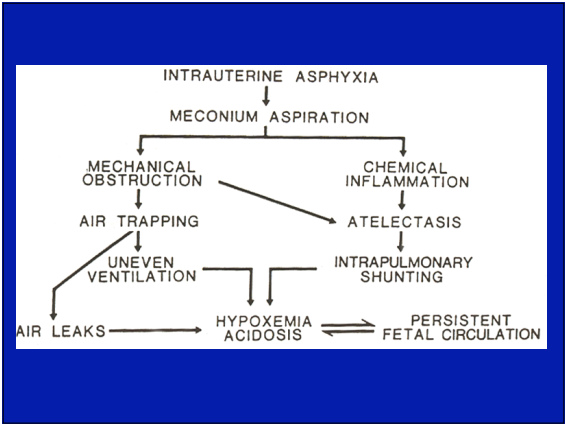 INTRAUTERINE ASPHYXIA
MECONIUM ASPIRATION
MECHANICAL
OBSTRUCTION
CHEMICAL
INFLAMMATION
AIR TRAPPING
ATELECTASIS
UNEVEN
VENTILATION
INTRAPULMONARY
SHUNTING
AIR LEAKS
HYPOXEMIA
ACIDOSIS
PERSISTENT
FETAL CIRCULATION